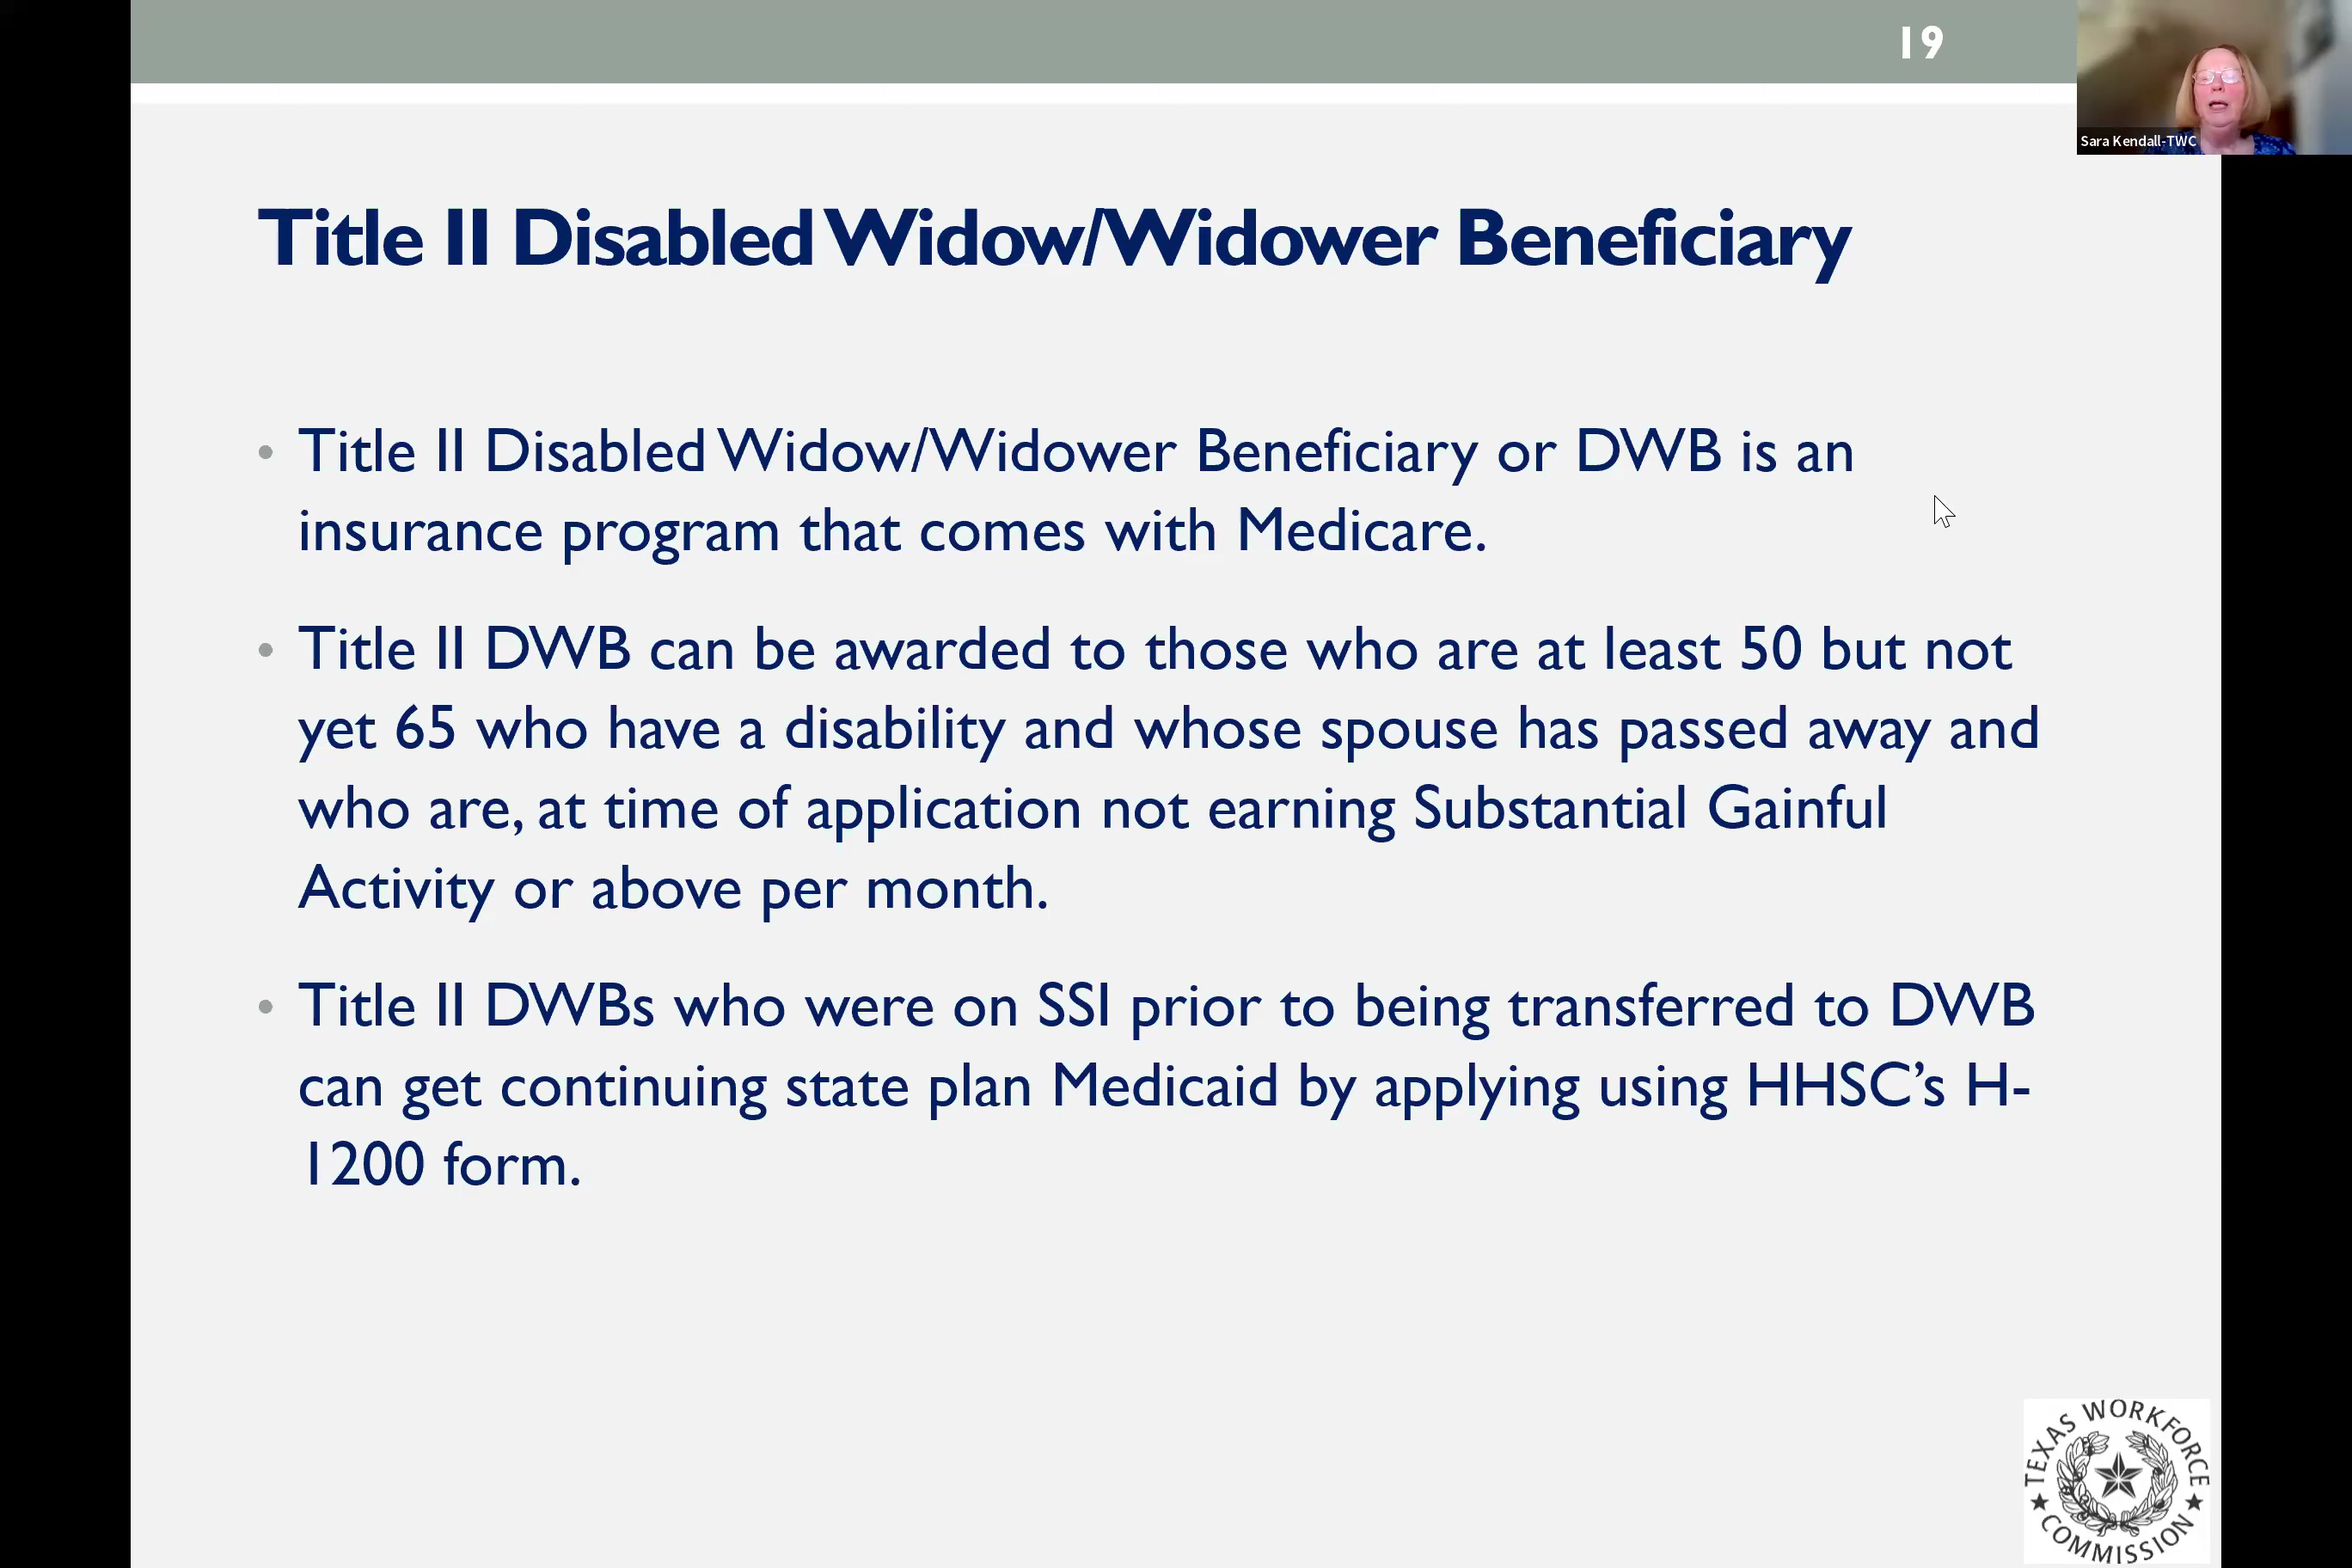 19
Sara Kendall-TWC
Title II Disabled Widow/Widower Beneficiary
• Title II Disabled Widow/Widower Beneficiary or DWB is an
insurance program that comes with Medicare.
• Title II DWB can be awarded to those who are at least 50 but not
yet 65 who have a disability and whose spouse has passed away and
who are, at time of application not earning Substantial Gainful
Activity or above per month.
• Title II DWBs who were on SSI prior to being transferred to DWB
can get continuing state plan Medicaid by applying using HHSC’s H-
1200 form.
TEXAS WORKFORCE
COMMISSION